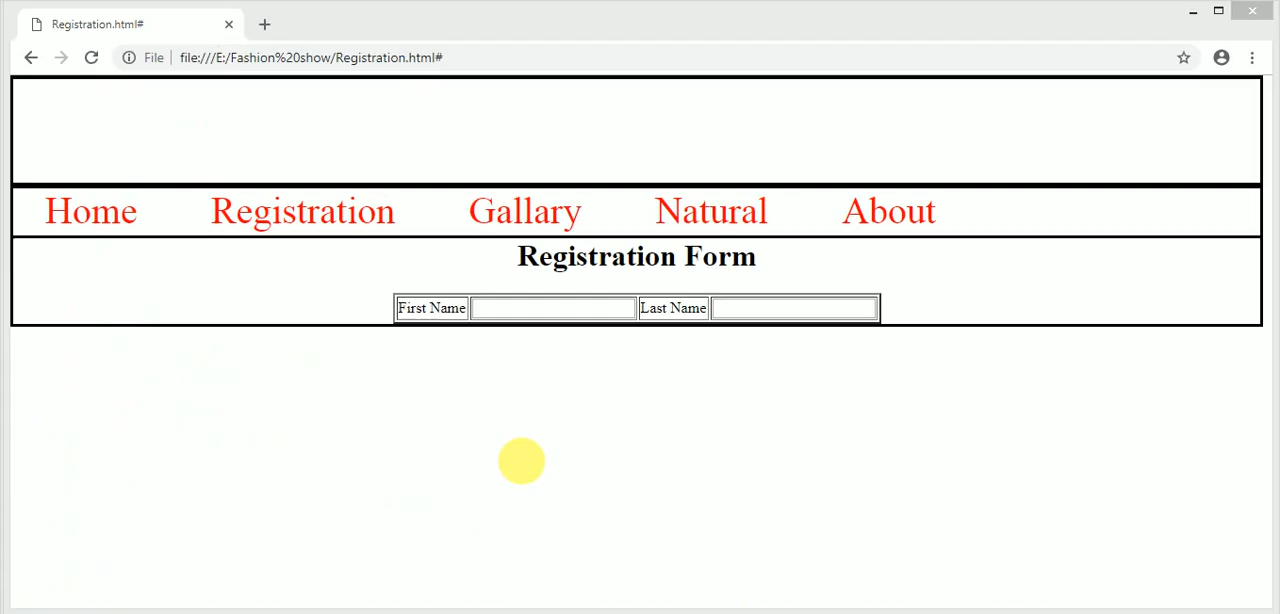 Registration.html#
File file:///E:/Fashion%20show/Registration.html#
Home Registration Gallary Natural About
Registration Form
First Name Last Name